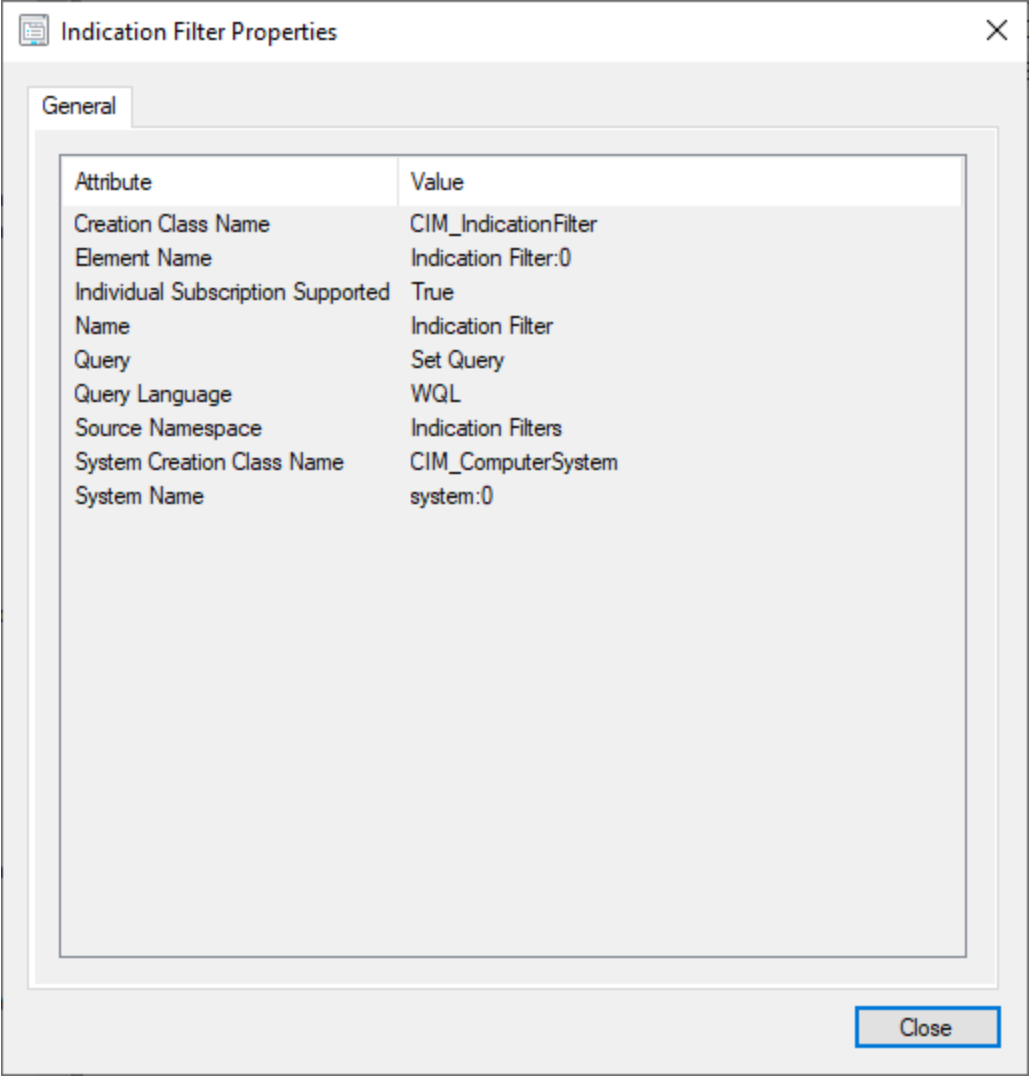 Indication Filter Properties
General
Attribute Value
Creation Class Name CIM_IndicationFilter
Element Name Indication Filter:0
Individual Subscription Supported True
Name Indication Filter
Query Set Query
Query Language WQL
Source Namespace Indication Filters
System Creation Class Name CIM_ComputerSystem
System Name system:0
Close